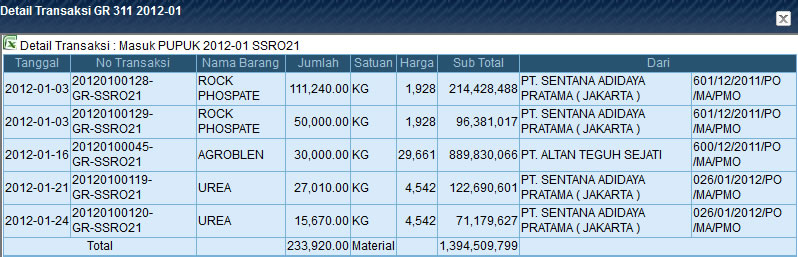 Detail Transaksi GR 311 2012-01
Detail Transaksi : Masuk PUPUK 2012-01 SSRO21
Tanggal No Transaksi Nama Barang Jumlah Satuan Harga Sub Total Dari
2012-01-03 20120100128-GR-SSRO21 ROCK PHOSPATE 111,240.00 KG 1,928 214,428,488 PT. SENTANA ADIDAYA PRATAMA ( JAKARTA ) 601/12/2011/PO/MA/PMO
2012-01-03 20120100129-GR-SSRO21 ROCK PHOSPATE 50,000.00 KG 1,928 96,381,017 PT. SENTANA ADIDAYA PRATAMA ( JAKARTA ) 601/12/2011/PO/MA/PMO
2012-01-16 20120100045-GR-SSRO21 AGROBLEN 30,000.00 KG 29,661 889,830,066 PT. ALTAN TEGUH SEJATI 600/12/2011/PO/MA/PMO
2012-01-21 20120100119-GR-SSRO21 UREA 27,010.00 KG 4,542 122,690,601 PT. SENTANA ADIDAYA PRATAMA ( JAKARTA ) 026/01/2012/PO/MA/PMO
2012-01-24 20120100120-GR-SSRO21 UREA 15,670.00 KG 4,542 71,179,627 PT. SENTANA ADIDAYA PRATAMA ( JAKARTA ) 026/01/2012/PO/MA/PMO
Total 233,920.00 Material 1,394,509,799